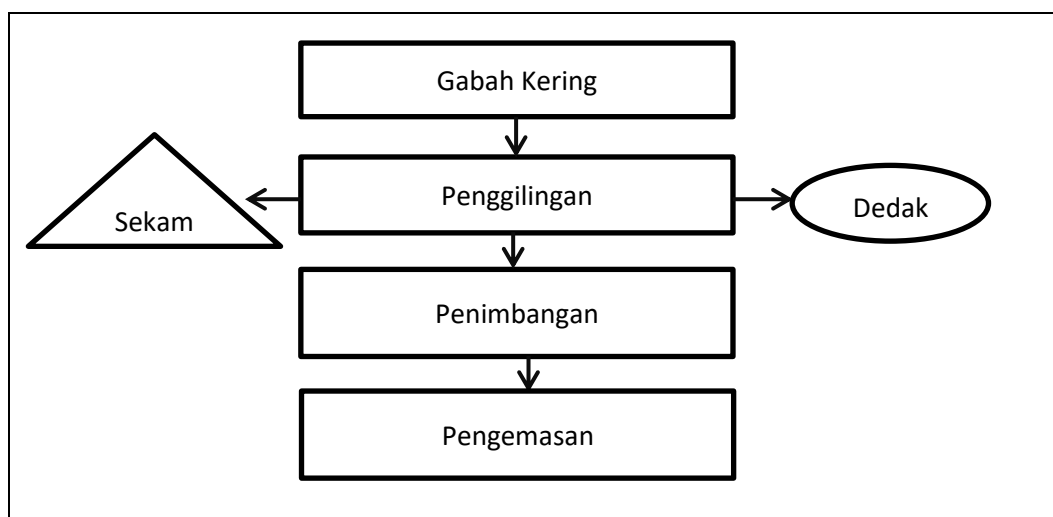 Gabah Kering
Penggilingan
Sekam
Dedak
Penimbangan
Pengemasan